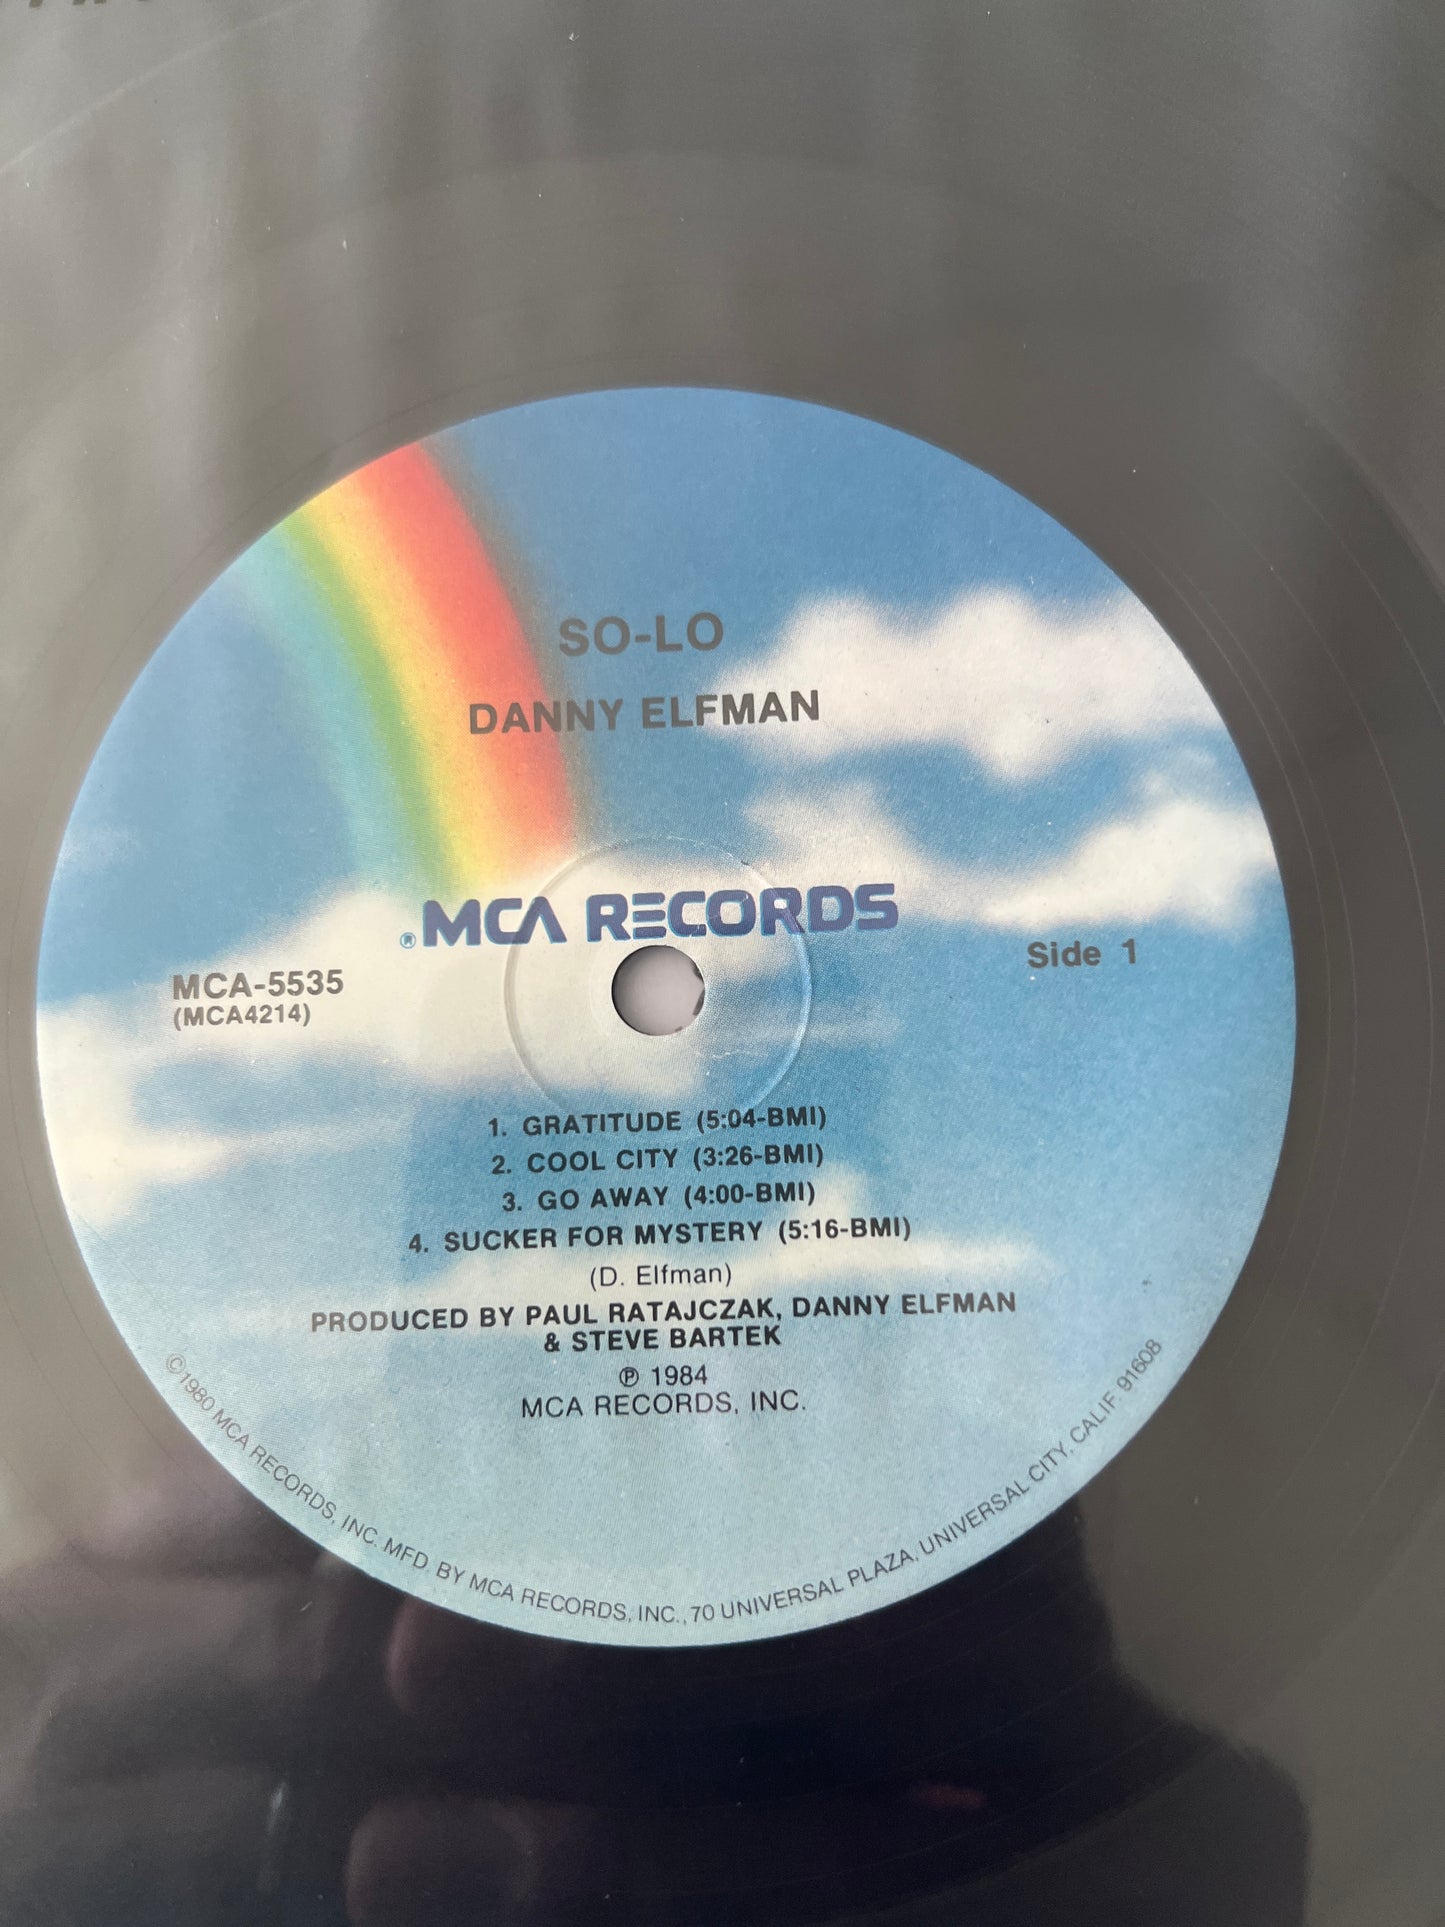 SO-LO
DANNY ELFMAN
® MCA RECORDS
MCA-5535
(MCA4214)
Side 1
1. GRATITUDE (5:04-BMI)
2. COOL CITY (3:26-BMI)
3. GO AWAY (4:00-BMI)
4. SUCKER FOR MYSTERY (5:16-BMI)
(D. Elfman)
PRODUCED BY PAUL RATAJCZAK, DANNY ELFMAN
& STEVE BARTEK
℗ 1984
MCA RECORDS, INC.
©1980 MCA RECORDS, INC. MFD. BY MCA RECORDS, INC., 70 UNIVERSAL PLAZA, UNIVERSAL CITY, CALIF. 91608